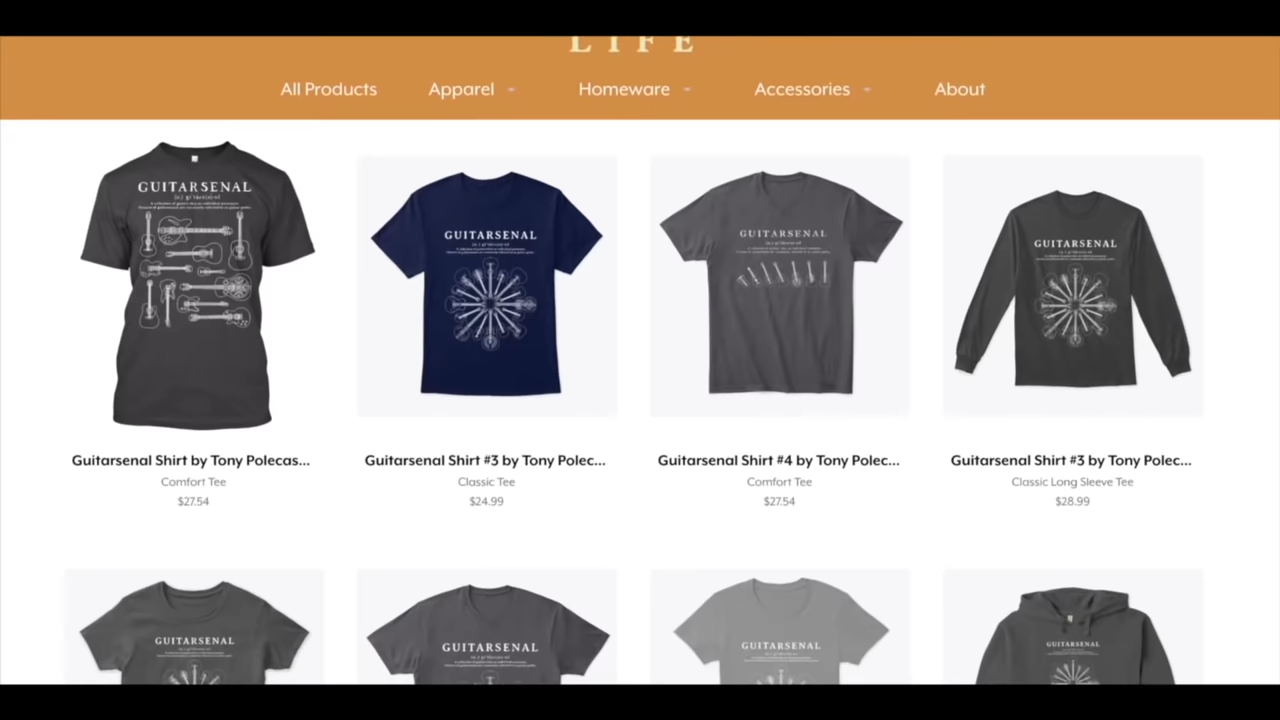 LIFE
All Products Apparel Homeware Accessories About
GUITARSENAL
GUITARSENAL
GUITARSENAL
GUITARSENAL
Guitarsenal Shirt by Tony Polecas...
Comfort Tee
$27.54
Guitarsenal Shirt #3 by Tony Polec...
Classic Tee
$24.99
Guitarsenal Shirt #4 by Tony Polec...
Comfort Tee
$27.54
Guitarsenal Shirt #3 by Tony Polec...
Classic Long Sleeve Tee
$28.99
GUITARSENAL
GUITARSENAL
GUITARSENAL
GUITARSENAL